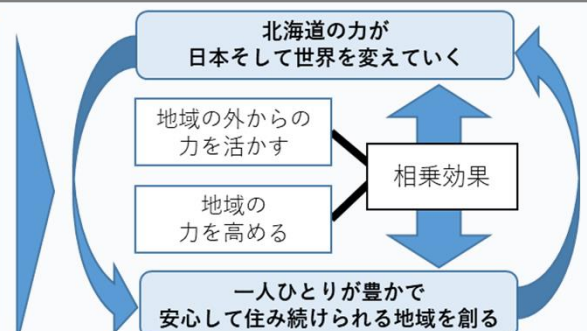 北海道の力が
日本そして世界を変えていく
地域の外からの
力を活かす
相乗効果
地域の
力を高める
一人ひとりが豊かで
安心して住み続けられる地域を創る